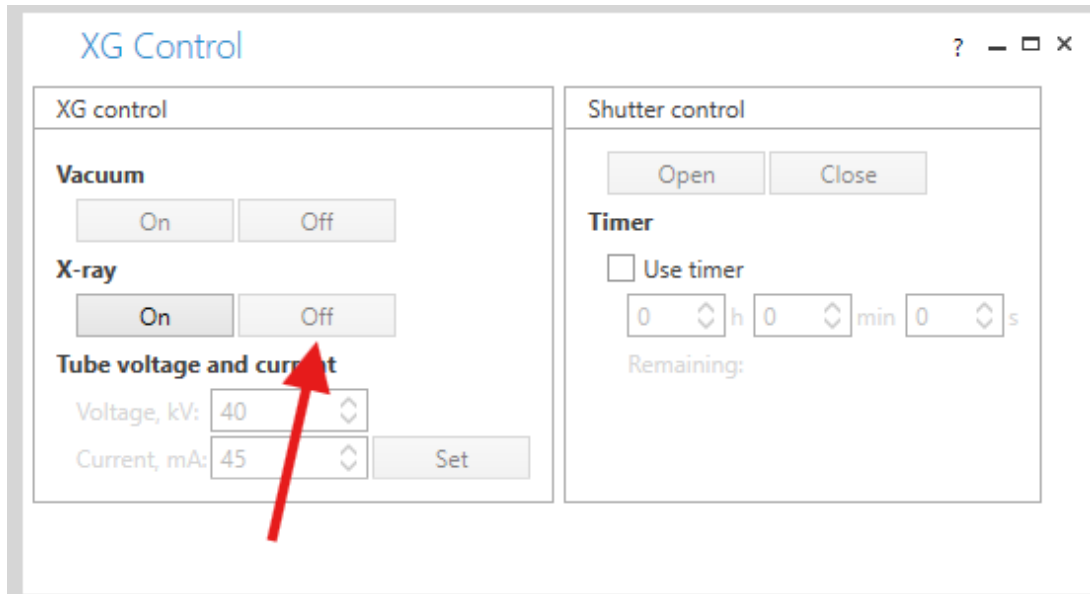 XG Control
?
XG control
Vacuum
On Off
X-ray
On Off
Tube voltage and current
Voltage, kV: 40
Current, mA: 45 Set
Shutter control
Open Close
Timer
Use timer
0 h 0 min 0 s
Remaining: